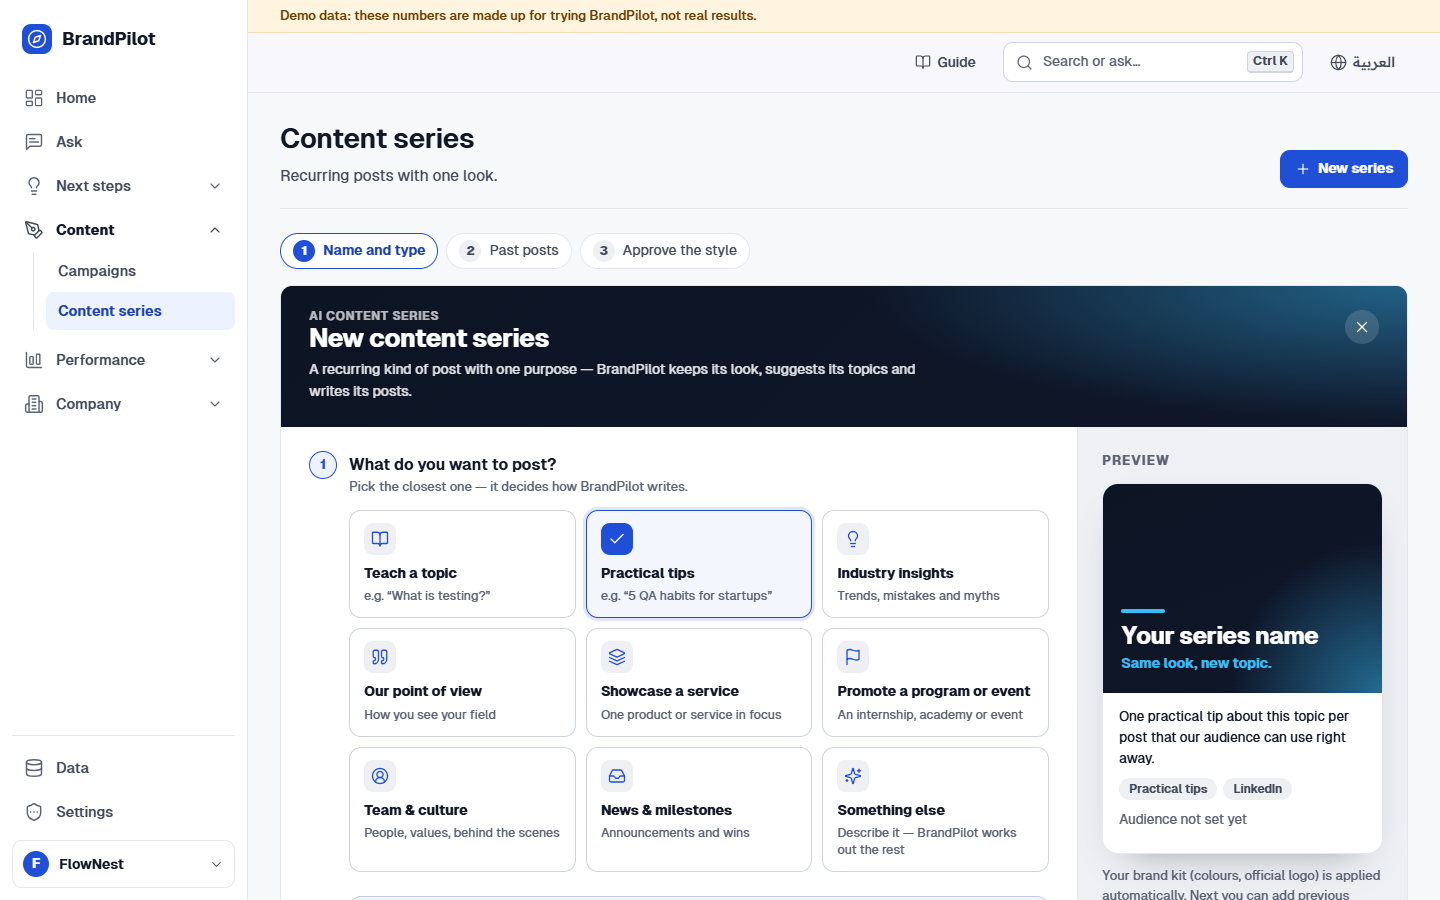 Demo data: these numbers are made up for trying BrandPilot, not real results.
BrandPilot
Guide
Search or ask...
Ctrl K
العربية
Home
Ask
Next steps
Content
Campaigns
Content series
Performance
Company
Data
Settings
F
FlowNest
Content series
Recurring posts with one look.
New series
1 Name and type
2 Past posts
3 Approve the style
AI CONTENT SERIES
New content series
A recurring kind of post with one purpose — BrandPilot keeps its look, suggests its topics and
writes its posts.
1
What do you want to post?
Pick the closest one — it decides how BrandPilot writes.
Teach a topic
e.g. “What is testing?”
Practical tips
e.g. “5 QA habits for startups”
Industry insights
Trends, mistakes and myths
Our point of view
How you see your field
Showcase a service
One product or service in focus
Promote a program or event
An internship, academy or event
Team & culture
People, values, behind the scenes
News & milestones
Announcements and wins
Something else
Describe it — BrandPilot works
out the rest
PREVIEW
Your series name
Same look, new topic.
One practical tip about this topic per
post that our audience can use right
away.
Practical tips
LinkedIn
Audience not set yet
Your brand kit (colours, official logo) is applied
automatically. Next you can add previous